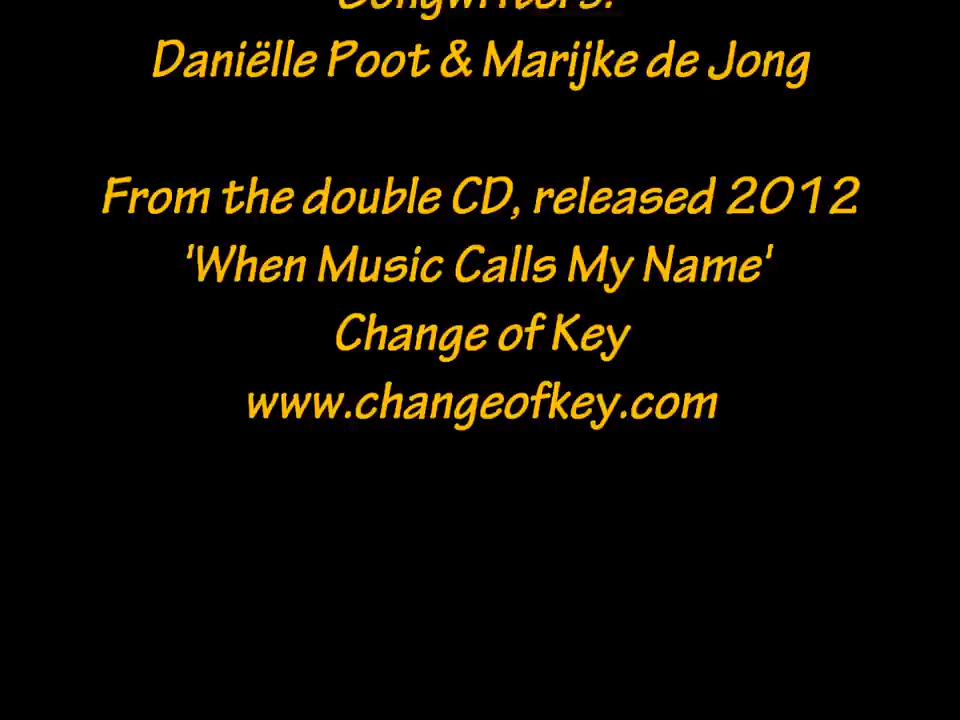 Songwriters:
Daniëlle Poot & Marijke de Jong
From the double CD, released 2012
'When Music Calls My Name'
Change of Key
www.changeofkey.com